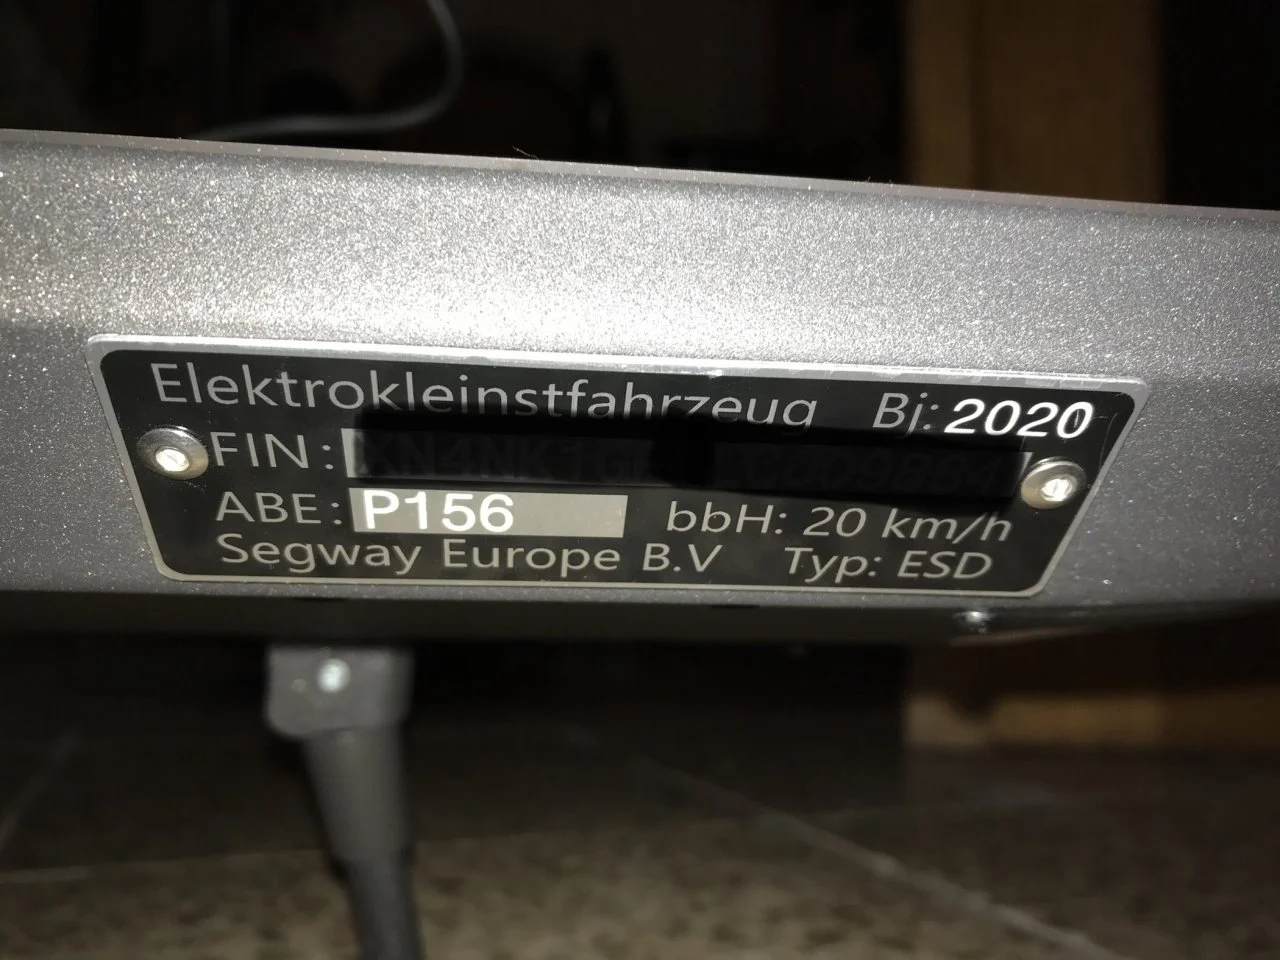 Elektrokleinstfahrzeug Bj: 2020
FIN:
ABE: P156 bbH: 20 km/h
Segway Europe B.V Typ: ESD